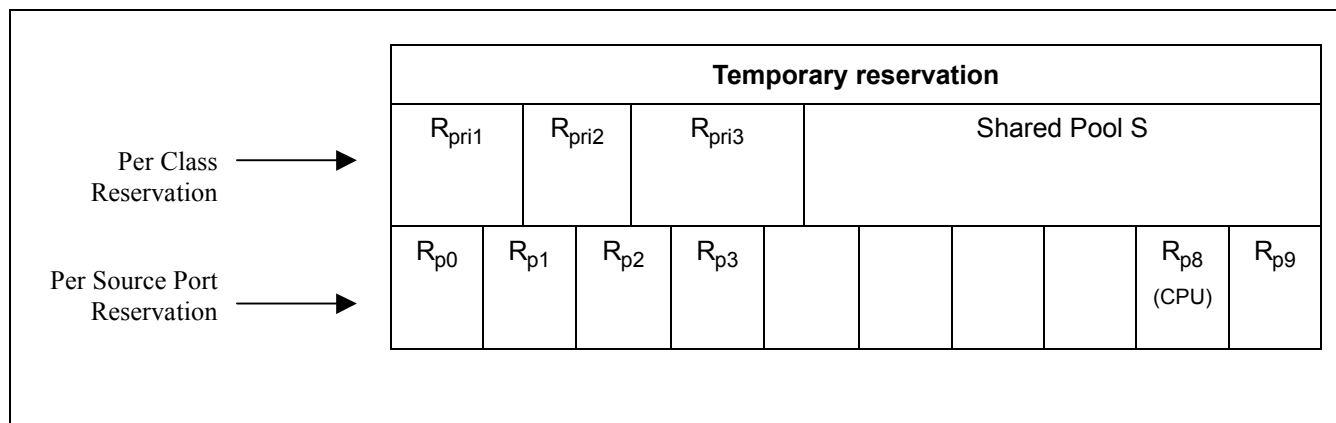 Temporary reservation
Per Class
Reservation
Rpri1 Rpri2 Rpri3 Shared Pool S
Per Source Port
Reservation
Rp0 Rp1 Rp2 Rp3 Rp8 Rp9
(CPU)